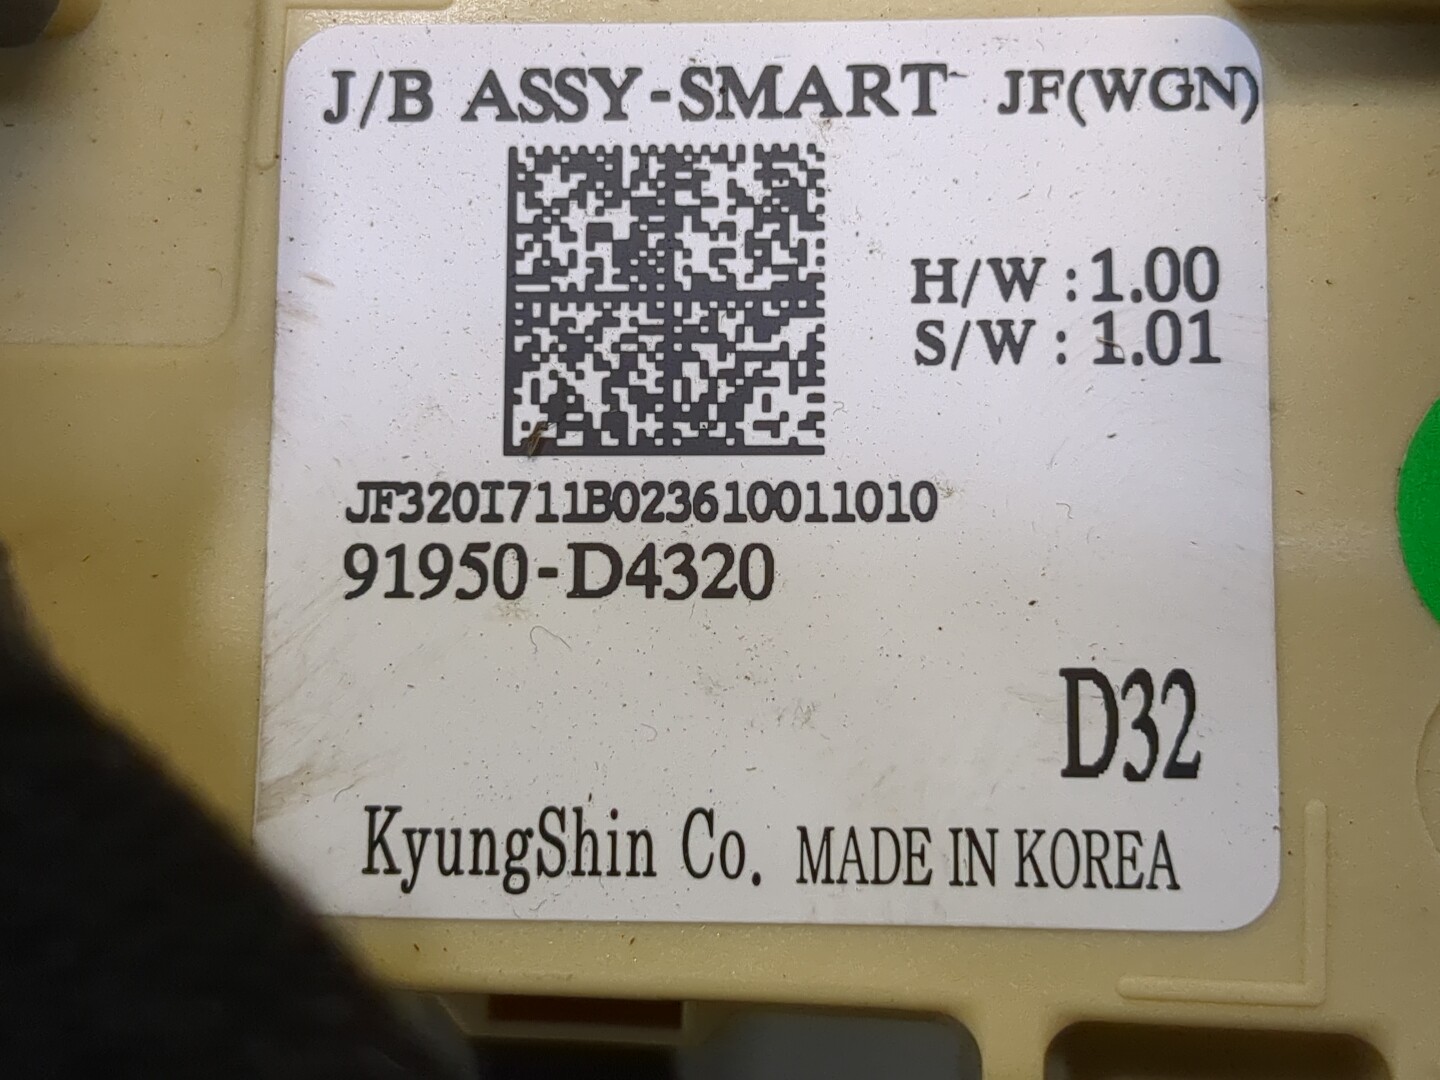 J/B ASSY-SMART JF(WGN)
H/W : 1.00
S/W : 1.01
JF320I711B023610011010
91950-D4320
D32
KyungShin Co. MADE IN KOREA